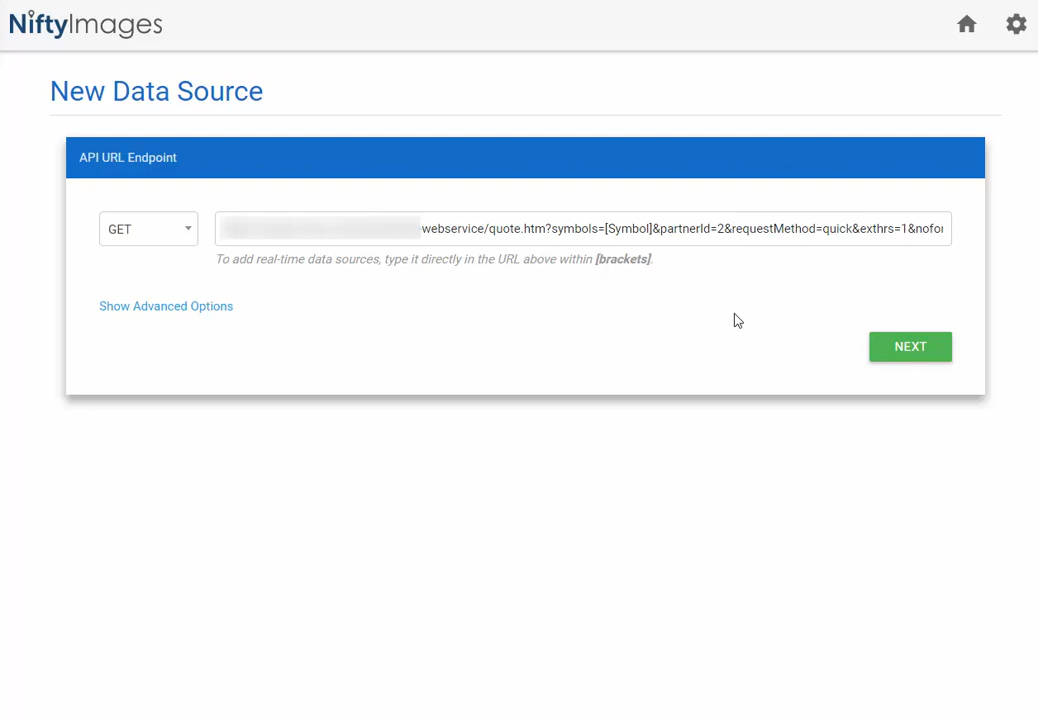 NiftyImages
New Data Source
API URL Endpoint
GET
webservice/quote.htm?symbols=[Symbol]&partnerId=2&requestMethod=quick&exthrs=1&nofor
To add real-time data sources, type it directly in the URL above within [brackets].
Show Advanced Options
NEXT